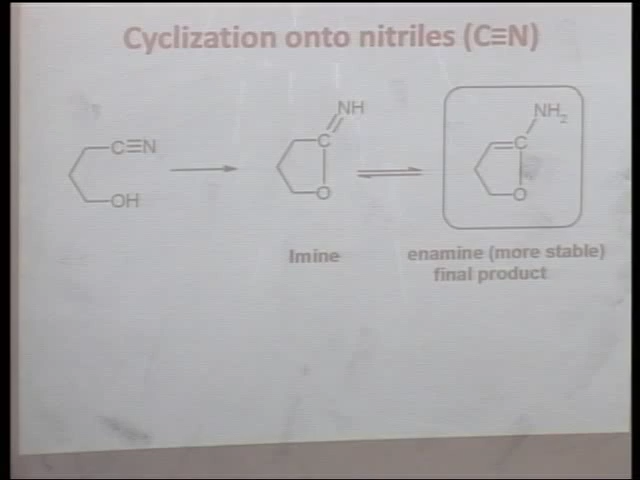 Cyclization onto nitriles (C≡N)
C≡N
OH
NH
C
O
NH₂
C
O
Imine
enamine (more stable)
final product